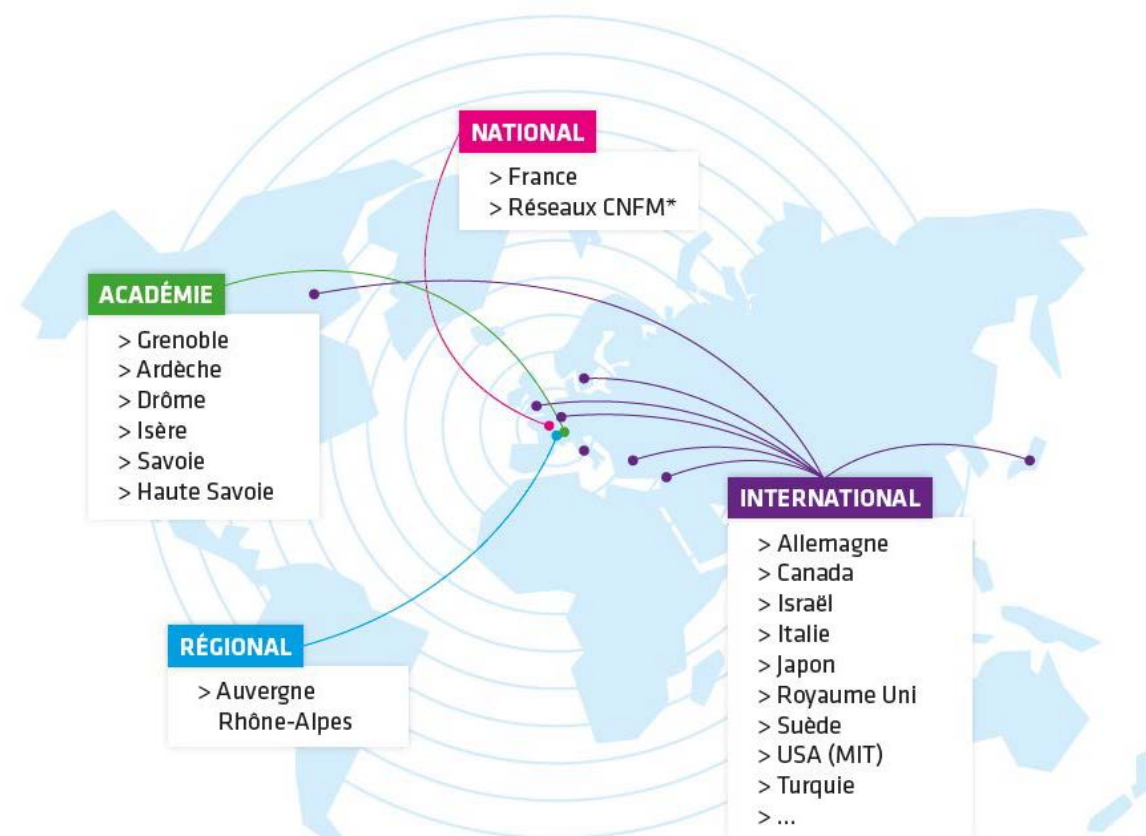 NATIONAL
> France
> Réseaux CNFM*
ACADÉMIE
> Grenoble
> Ardèche
> Drôme
> Isère
> Savoie
> Haute Savoie
INTERNATIONAL
> Allemagne
> Canada
> Israël
> Italie
> Japon
> Royaume Uni
> Suède
> USA (MIT)
> Turquie
> ...
RÉGIONAL
> Auvergne
Rhône-Alpes